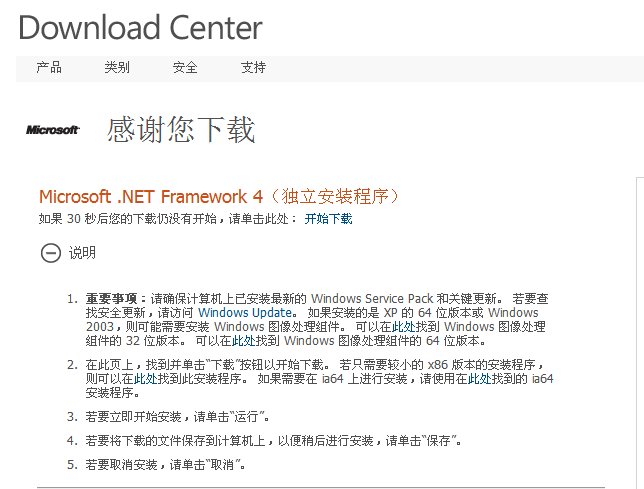 Download Center
产品 类别 安全 支持
Microsoft 感谢您下载
Microsoft .NET Framework 4（独立安装程序）
如果 30 秒后您的下载仍没有开始，请单击此处： 开始下载
说明
1. 重要事项：请确保计算机上已安装最新的 Windows Service Pack 和关键更新。 若要查
找安全更新，请访问 Windows Update。 如果安装的是 XP 的 64 位版本或 Windows
2003，则可能需要安装 Windows 图像处理组件。 可以在此处找到 Windows 图像处理
组件的 32 位版本。 可以在此处找到 Windows 图像处理组件的 64 位版本。
2. 在此页上，找到并单击“下载”按钮以开始下载。 若只需要较小的 x86 版本的安装程序，
则可以在此处找到此安装程序。 如果需要在 ia64 上进行安装，请使用在此处找到的 ia64
安装程序。
3. 若要立即开始安装，请单击“运行”。
4. 若要将下载的文件保存到计算机上，以便稍后进行安装，请单击“保存”。
5. 若要取消安装，请单击“取消”。